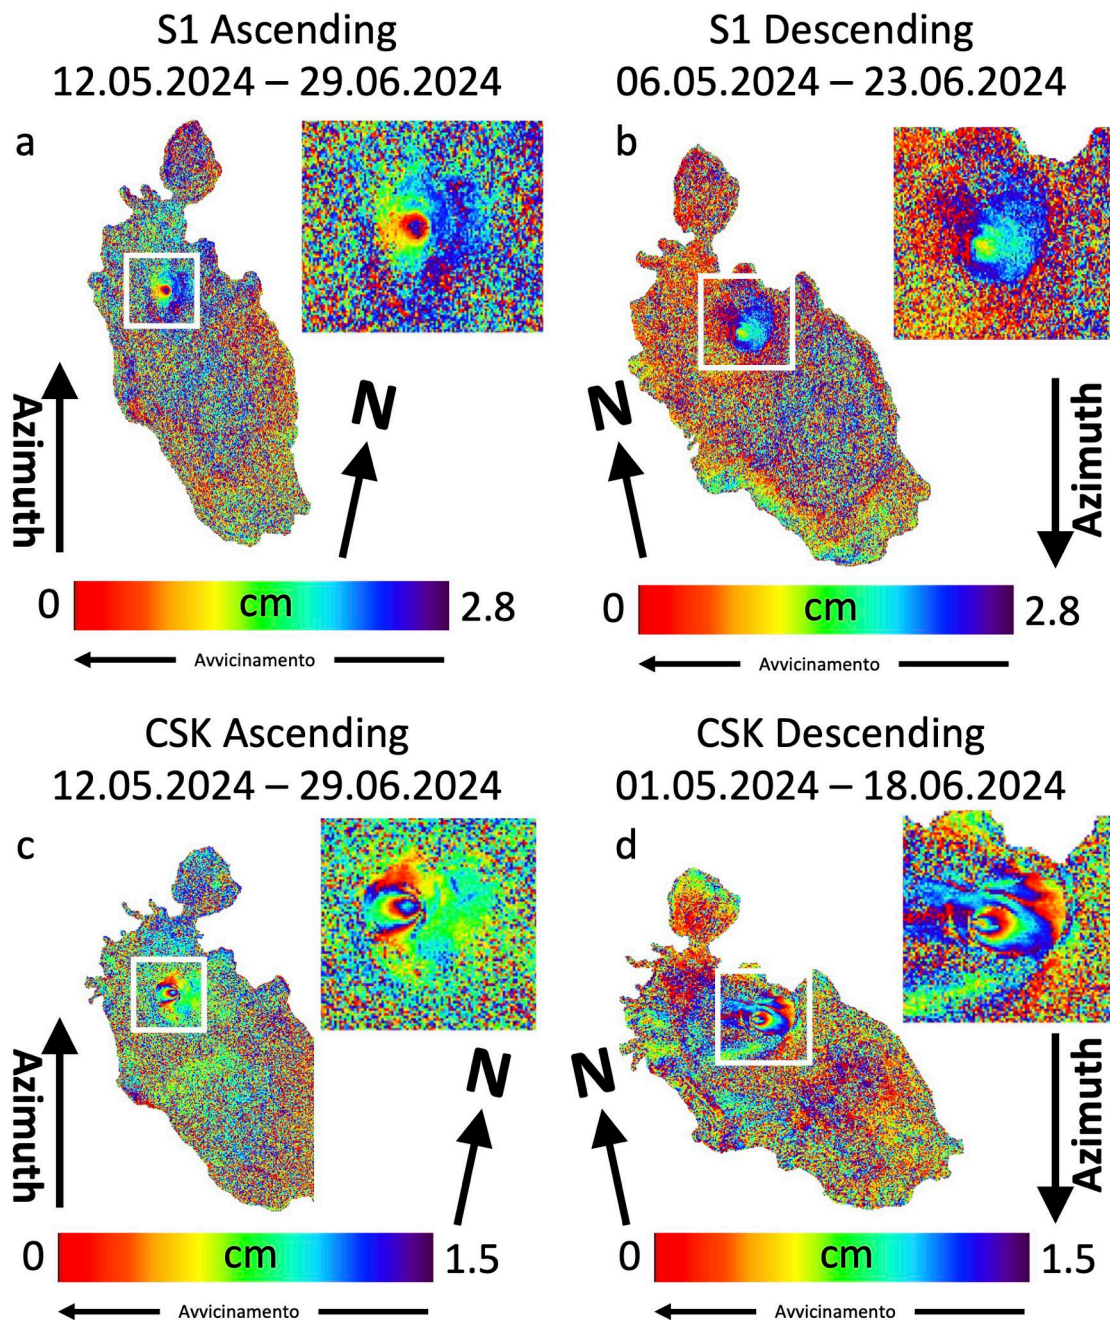 S1 Ascending
12.05.2024 – 29.06.2024
S1 Descending
06.05.2024 – 23.06.2024
a
b
Azimuth
N
N
Azimuth
0 cm 2.8
0 cm 2.8
Avvicinamento
Avvicinamento
CSK Ascending
12.05.2024 – 29.06.2024
CSK Descending
01.05.2024 – 18.06.2024
c
d
Azimuth
N
N
Azimuth
0 cm 1.5
0 cm 1.5
Avvicinamento
Avvicinamento